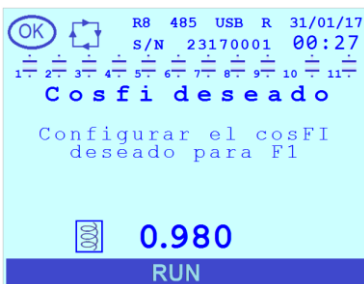 OK R8 485 USB R 31/01/17
S/N 23170001 00:27
1 2 3 4 5 6 7 8 9 10 11
Cosfi deseado
Configurar el cosFI
deseado para F1
0.980
RUN